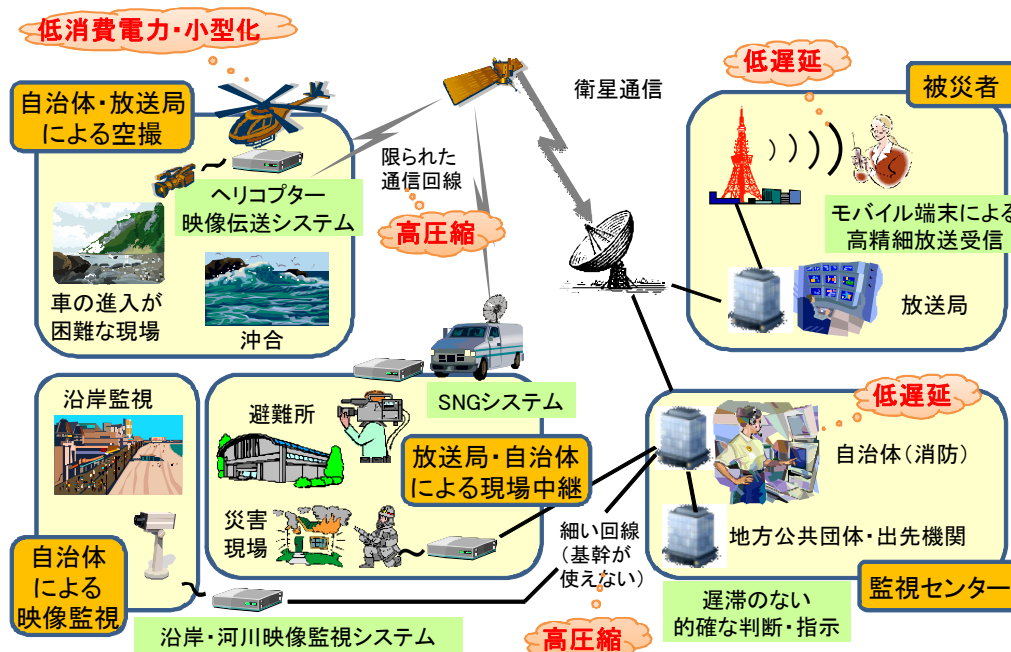 低消費電力・小型化
自治体・放送局
による空撮
ヘリコプター
映像伝送システム
車の進入が
困難な現場
沖合
限られた
通信回線
高圧縮
衛星通信
低遅延
被災者
モバイル端末による
高精細放送受信
放送局
沿岸監視
自治体
による
映像監視
沿岸・河川映像監視システム
避難所
災害
現場
SNGシステム
放送局・自治体
による現場中継
細い回線
(基幹が
使えない)
高圧縮
低遅延
自治体(消防)
地方公共団体・出先機関
監視センター
遅滞のない
的確な判断・指示